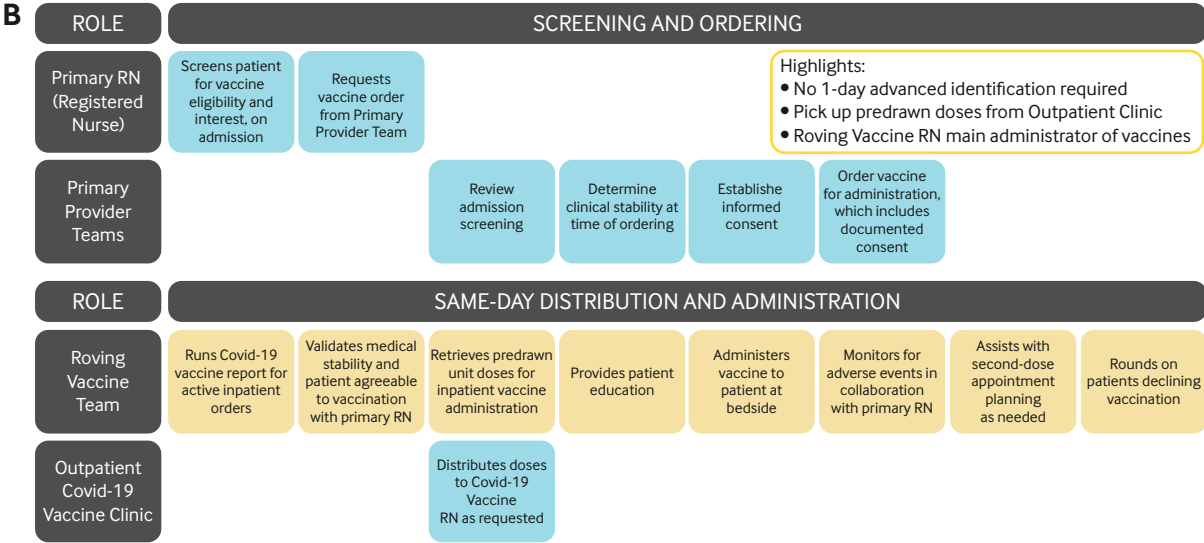 B
ROLE
SCREENING AND ORDERING
Primary RN
(Registered
Nurse)
Screens patient
for vaccine
eligibility and
interest, on
admission
Requests
vaccine order
from Primary
Provider Team
Highlights:
• No 1-day advanced identification required
• Pick up predrawn doses from Outpatient Clinic
• Roving Vaccine RN main administrator of vaccines
Primary
Provider
Teams
Review
admission
screening
Determine
clinical stability at
time of ordering
Establishe
informed
consent
Order vaccine
for administration,
which includes
documented
consent
ROLE
SAME-DAY DISTRIBUTION AND ADMINISTRATION
Roving
Vaccine
Team
Runs Covid-19
vaccine report for
active inpatient
orders
Validates medical
stability and
patient agreeable
to vaccination
with primary RN
Retrieves predrawn
unit doses for
inpatient vaccine
administration
Provides patient
education
Administers
vaccine to
patient at
bedside
Monitors for
adverse events in
collaboration
with primary RN
Assists with
second-dose
appointment
planning
as needed
Rounds on
patients declining
vaccination
Outpatient
Covid-19
Vaccine Clinic
Distributes doses
to Covid-19
Vaccine
RN as requested